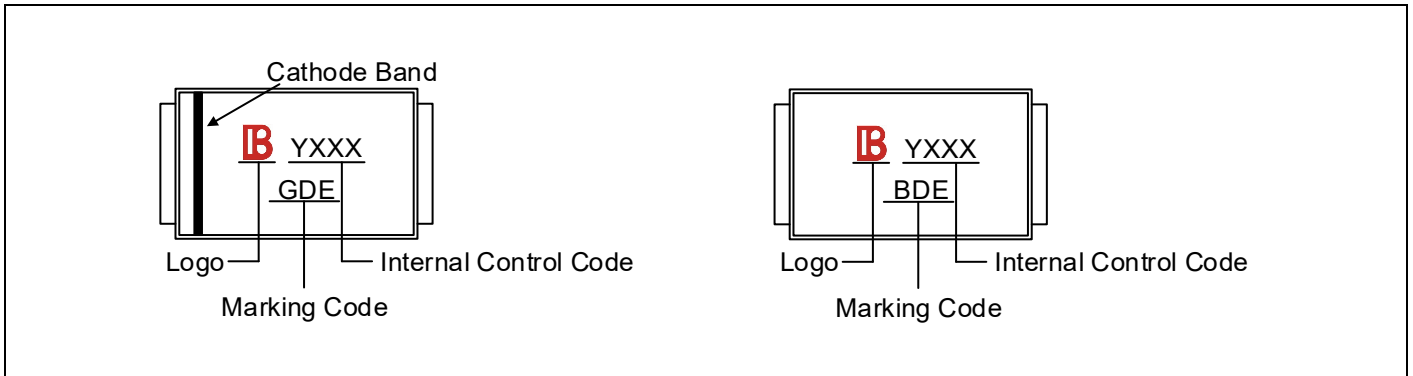 Cathode Band
B YXXX
GDE
Logo
Internal Control Code
Marking Code
B YXXX
BDE
Logo
Internal Control Code
Marking Code